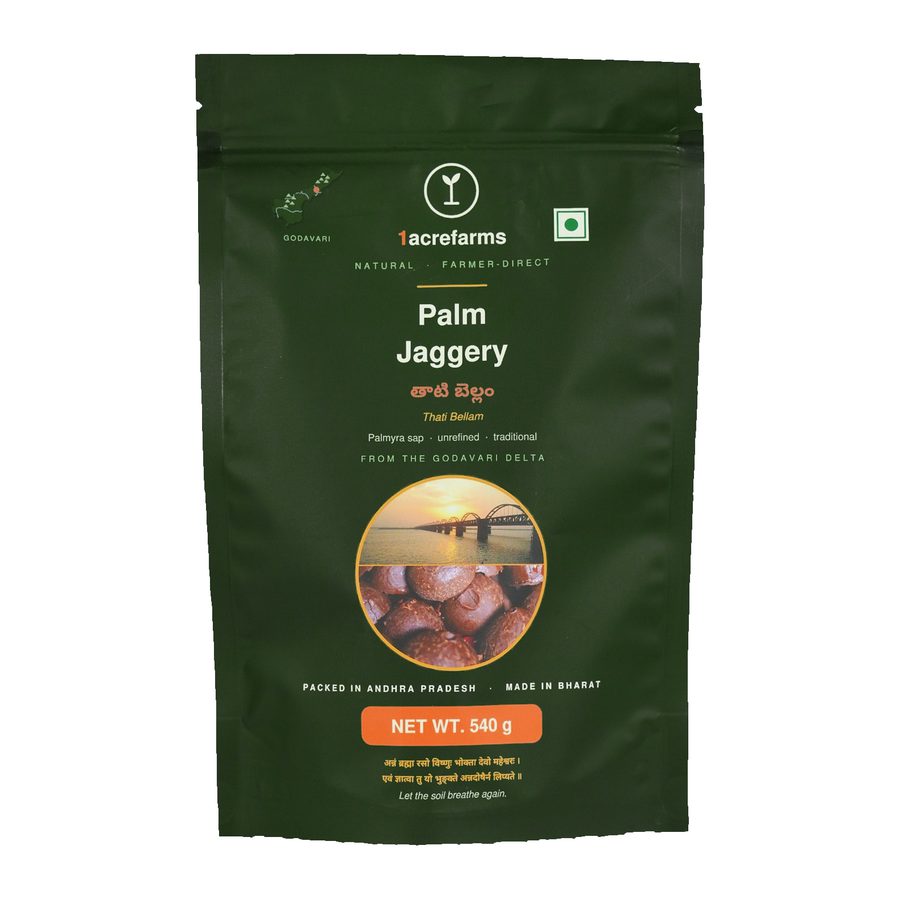 GODAVARI
1acrefarms
NATURAL · FARMER-DIRECT
Palm
Jaggery
తాటి బెల్లం
Thati Bellam
Palmyra sap · unrefined · traditional
FROM THE GODAVARI DELTA
PACKED IN ANDHRA PRADESH · MADE IN BHARAT
NET WT. 540 g
अन्नं ब्रह्मा रसो विष्णुः भोक्ता देवो महेश्वरः ।
एवं ज्ञात्वा तु यो भुङ्क्ते अन्नदोषैर्न लिप्यते ॥
Let the soil breathe again.